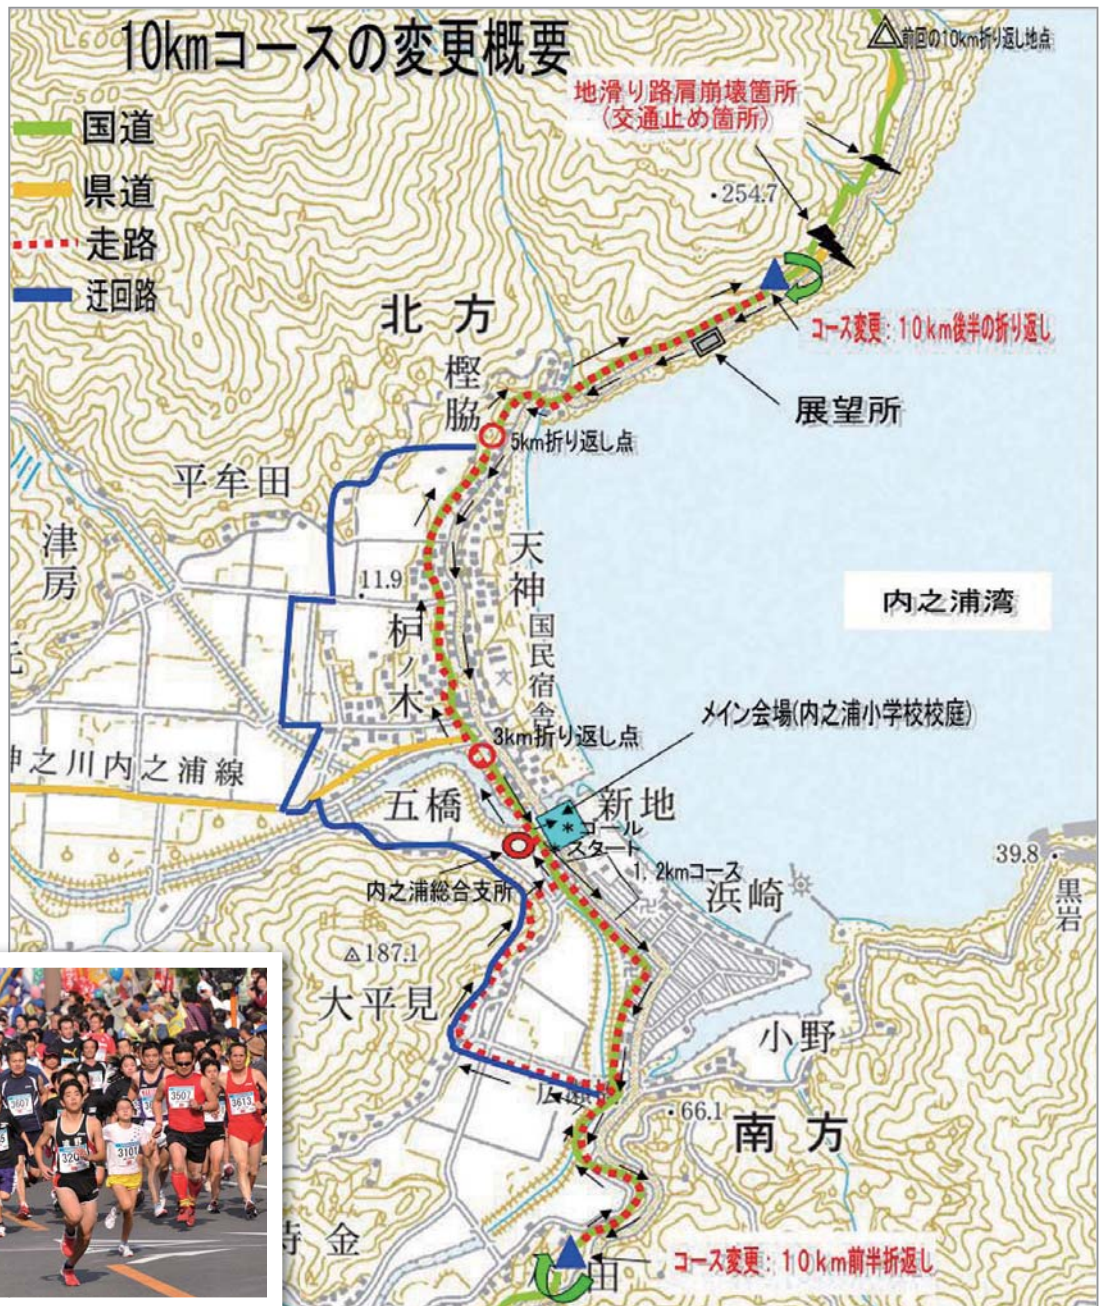 10kmコースの変更概要
前回の10km折り返し地点
地滑り路肩崩壊箇所
(交通止め箇所)
国道
県道
走路
迂回路
500
・254.7
北方
コース変更：10km後半の折り返し
樫脇
展望所
200
5km折り返し点
平牟田
津房
天神
11.9
内之浦湾
枦ノ木
国民宿舎
メイン会場(内之浦小学校校庭)
3km折り返し点
神之川内之浦線
五橋
新地
*ゴール
*スタート
1,2kmコース
39.8
内之浦総合支所
浜崎
黒岩
187.1
大平見
小野
・66.1
南方
コース変更：10km前半折返し
田
3607
3507
3613
3101